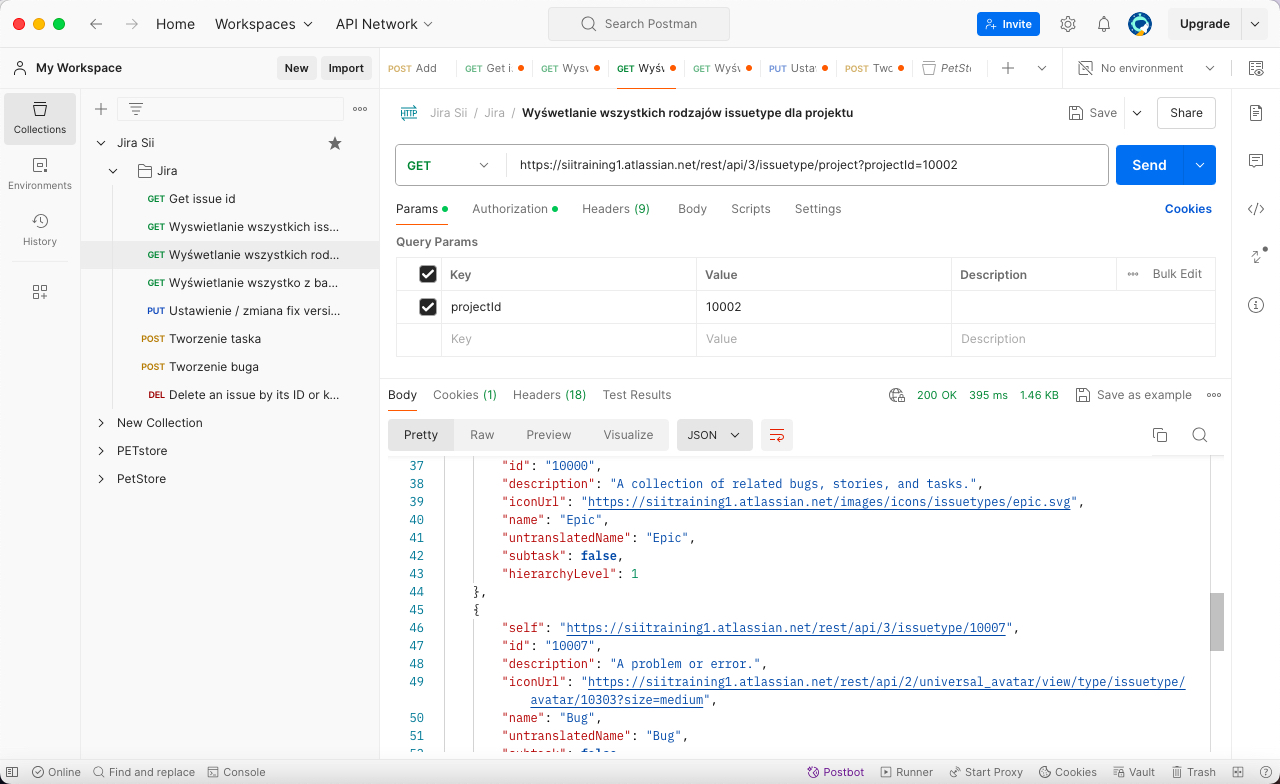 Home Workspaces API Network Search Postman Invite Upgrade
My Workspace New Import
POST Add GET Get i. GET Wysv GET Wyśv GET Wyśv PUT Usta POST Two PetSt No environment
Collections
Environments
History
Jira Sii
Jira
GET Get issue id
GET Wyswietlanie wszystkich iss...
GET Wyśwetlanie wszystkich rod...
GET Wyświetlanie wszystko z ba...
PUT Ustawienie / zmiana fix versi...
POST Tworzenie taska
POST Tworzenie buga
DEL Delete an issue by its ID or k...
New Collection
PETstore
PetStore
HTTP Jira Sii / Jira / Wyśwetlanie wszystkich rodzajów issuetype dla projektu Save Share
GET https://siitraining1.atlassian.net/rest/api/3/issuetype/project?projectId=10002 Send
Params Authorization Headers (9) Body Scripts Settings Cookies
Query Params
Key Value Description Bulk Edit
projectId 10002
Key Value Description
Body Cookies (1) Headers (18) Test Results 200 OK 395 ms 1.46 KB Save as example
Pretty Raw Preview Visualize JSON
37 "id": "10000",
38 "description": "A collection of related bugs, stories, and tasks.",
39 "iconUrl": "https://siitraining1.atlassian.net/images/icons/issuetypes/epic.svg",
40 "name": "Epic",
41 "untranslatedName": "Epic",
42 "subtask": false,
43 "hierarchyLevel": 1
44 },
45 {
46 "self": "https://siitraining1.atlassian.net/rest/api/3/issuetype/10007",
47 "id": "10007",
48 "description": "A problem or error.",
49 "iconUrl": "https://siitraining1.atlassian.net/rest/api/2/universal_avatar/view/type/issuetype/
avatar/10303?size=medium",
50 "name": "Bug",
51 "untranslatedName": "Bug",
52 "subtask": false
Online Find and replace Console Postbot Runner Start Proxy Cookies Vault Trash